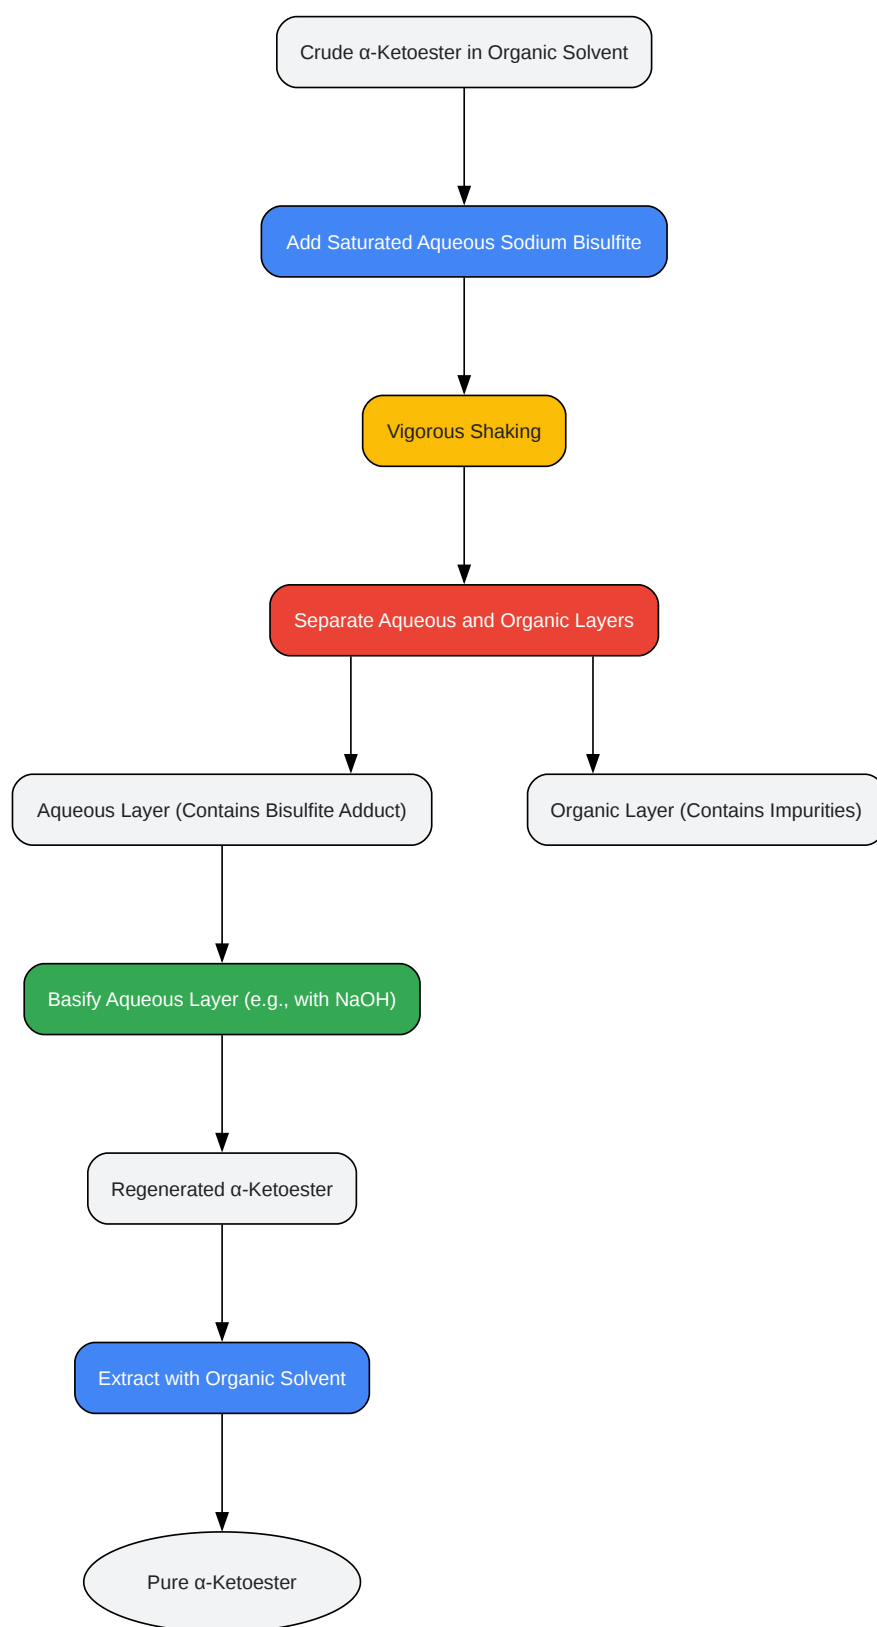 Crude α-Ketoester in Organic Solvent
Add Saturated Aqueous Sodium Bisulfite
Vigorous Shaking
Separate Aqueous and Organic Layers
Aqueous Layer (Contains Bisulfite Adduct)
Organic Layer (Contains Impurities)
Basify Aqueous Layer (e.g., with NaOH)
Regenerated α-Ketoester
Extract with Organic Solvent
Pure α-Ketoester